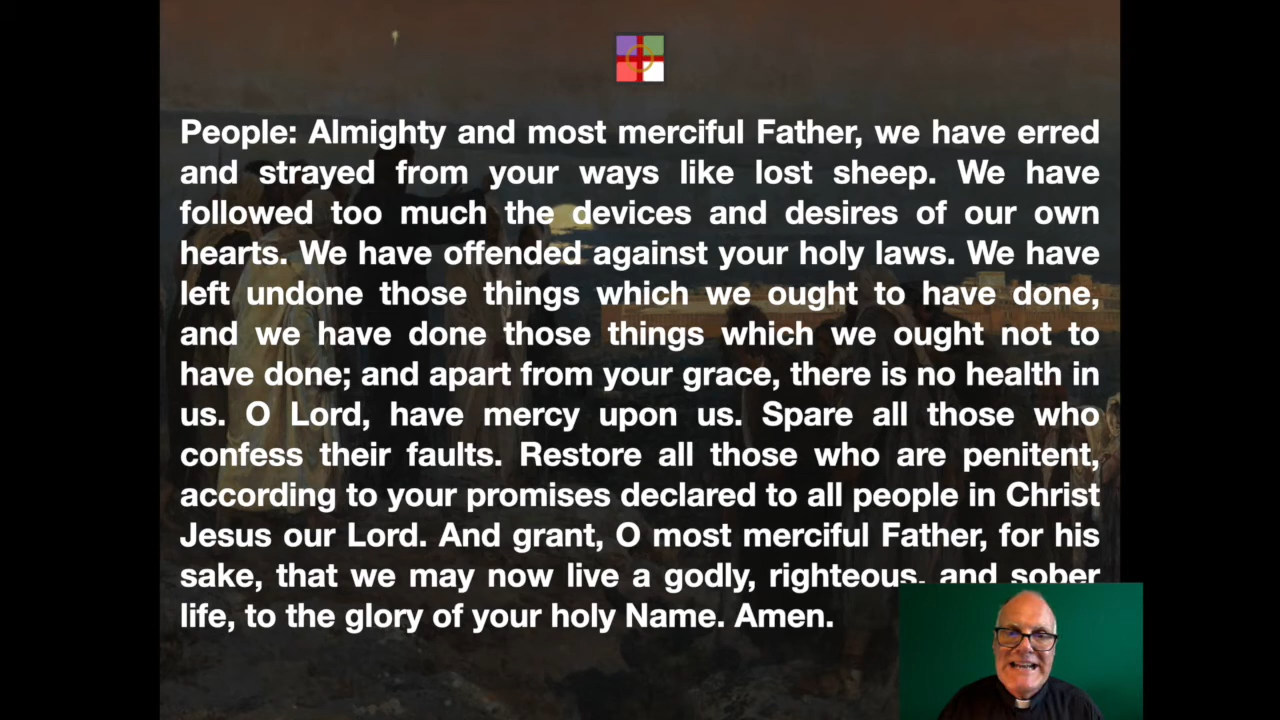 People: Almighty and most merciful Father, we have erred
and strayed from your ways like lost sheep. We have
followed too much the devices and desires of our own
hearts. We have offended against your holy laws. We have
left undone those things which we ought to have done,
and we have done those things which we ought not to
have done; and apart from your grace, there is no health in
us. O Lord, have mercy upon us. Spare all those who
confess their faults. Restore all those who are penitent,
according to your promises declared to all people in Christ
Jesus our Lord. And grant, O most merciful Father, for his
sake, that we may now live a godly, righteous, and sober
life, to the glory of your holy Name. Amen.